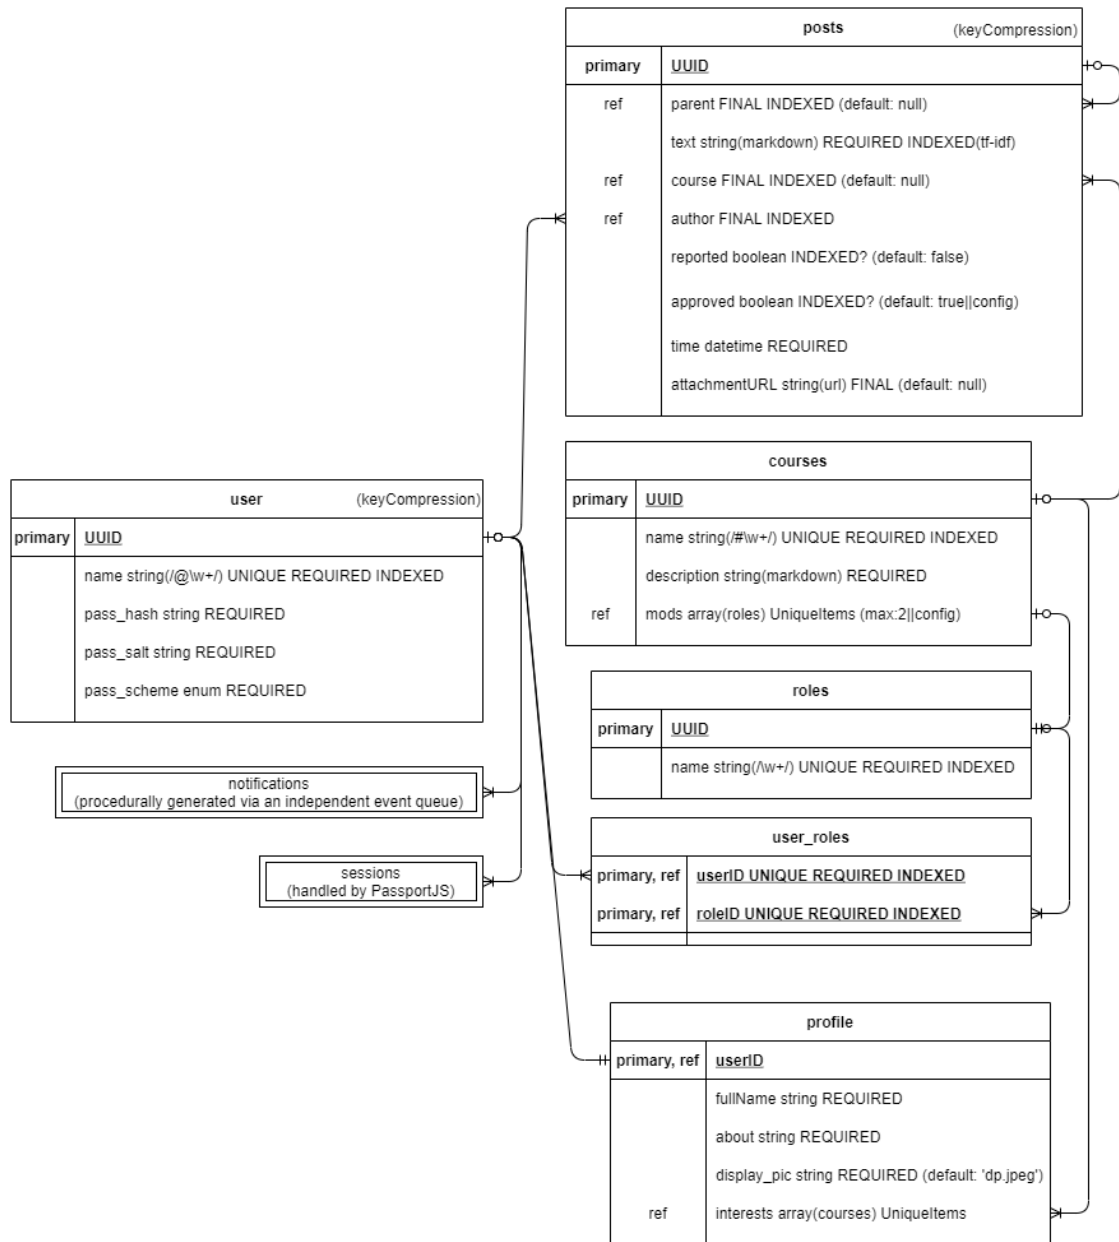 posts (keyCompression)
primary UUID
ref parent FINAL INDEXED (default: null)
text string(markdown) REQUIRED INDEXED(tf-idf)
ref course FINAL INDEXED (default: null)
ref author FINAL INDEXED
reported boolean INDEXED? (default: false)
approved boolean INDEXED? (default: true||config)
time datetime REQUIRED
attachmentURL string(url) FINAL (default: null)
courses
primary UUID
name string(/#\w+/) UNIQUE REQUIRED INDEXED
description string(markdown) REQUIRED
ref mods array(roles) UniqueItems (max:2||config)
user (keyCompression)
primary UUID
name string(/@\w+/) UNIQUE REQUIRED INDEXED
pass_hash string REQUIRED
pass_salt string REQUIRED
pass_scheme enum REQUIRED
roles
primary UUID
name string(/\w+/) UNIQUE REQUIRED INDEXED
notifications
(procedurally generated via an independent event queue)
user_roles
primary, ref userID UNIQUE REQUIRED INDEXED
primary, ref roleID UNIQUE REQUIRED INDEXED
sessions
(handled by PassportJS)
profile
primary, ref userID
fullName string REQUIRED
about string REQUIRED
display_pic string REQUIRED (default: 'dp.jpeg')
ref interests array(courses) UniqueItems